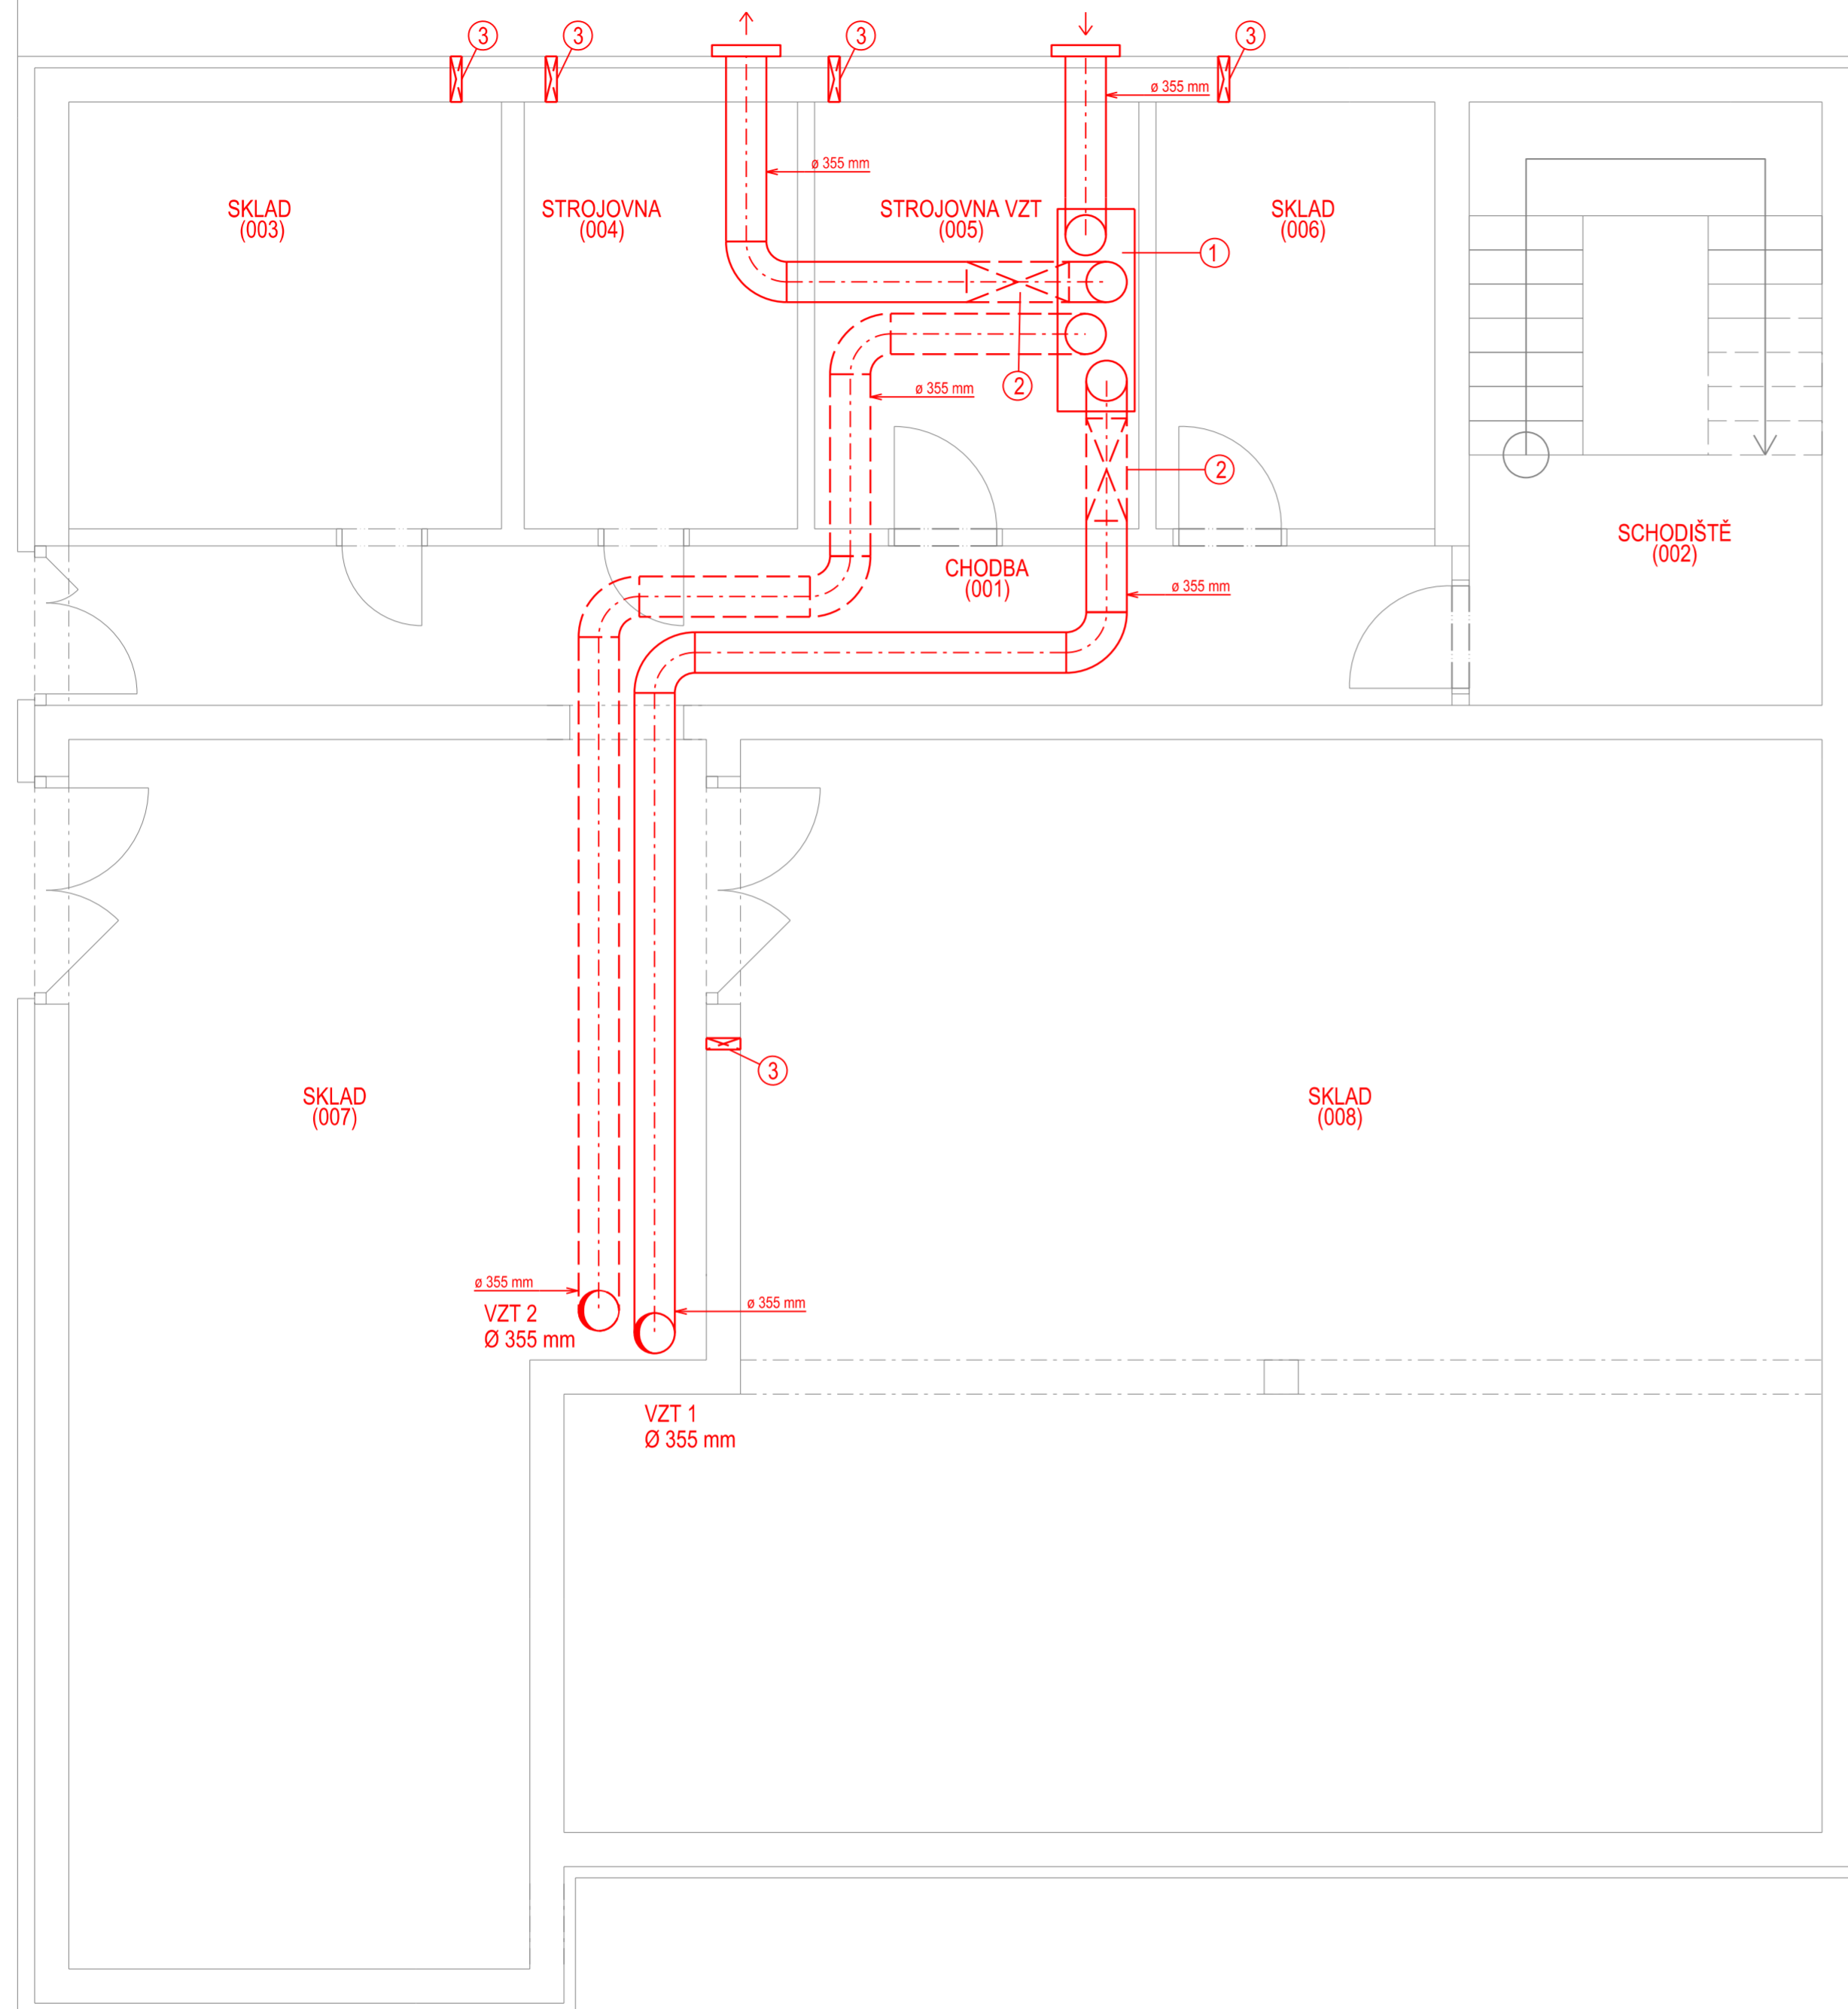 3
3
3
3
ø 355 mm
ø 355 mm
SKLAD
(003)
STROJOVNA
(004)
STROJOVNA VZT
(005)
SKLAD
(006)
1
2
ø 355 mm
2
SCHODIŠTĚ
(002)
CHODBA
(001)
ø 355 mm
3
SKLAD
(007)
SKLAD
(008)
ø 355 mm
VZT 2
Ø 355 mm
ø 355 mm
VZT 1
Ø 355 mm